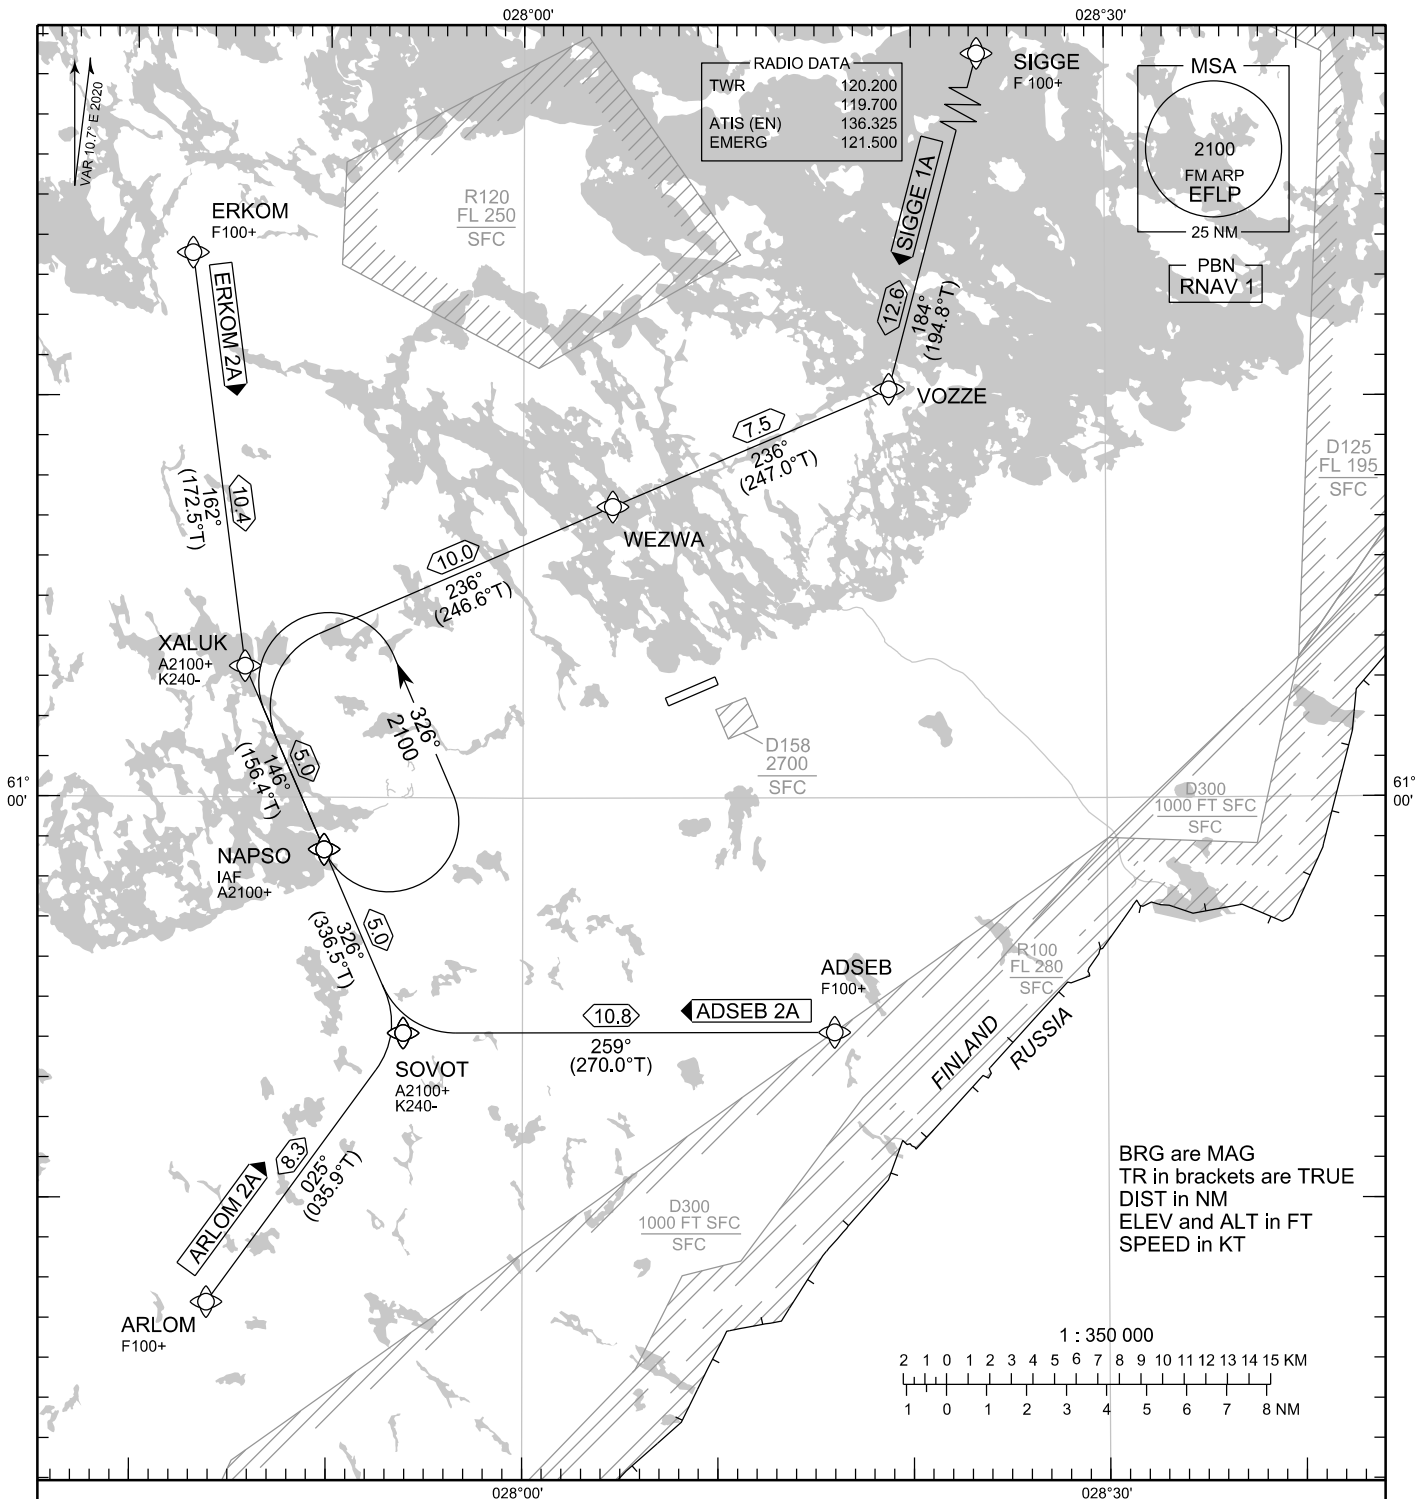 028°00'
028°30'
VAR 10.7° E 2020
RADIO DATA
TWR 120.200
119.700
ATIS (EN) 136.325
EMERG 121.500
SIGGE
F 100+
MSA
2100
FM ARP
EFLP
25 NM
PBN
RNAV 1
R120
FL 250
SFC
ERKOM
F100+
SIGGE 1A
ERKOM 2A
12.6
184°
(194.8°T)
VOZZE
7.5
236°
(247.0°T)
D125
FL 195
SFC
162°
(172.5°T)
10.4
WEZWA
10.0
236°
(246.6°T)
XALUK
A2100+
K240-
326°
2100
5.0
146°
(156.4°T)
D158
2700
SFC
61°
00'
61°
00'
D300
1000 FT SFC
SFC
NAPSO
IAF
A2100+
5.0
326°
(336.5°T)
R100
FL 280
SFC
ADSEB
F100+
ADSEB 2A
10.8
259°
(270.0°T)
FINLAND
RUSSIA
SOVOT
A2100+
K240-
8.3
025°
(035.9°T)
ARLOM 2A
D300
1000 FT SFC
SFC
BRG are MAG
TR in brackets are TRUE
DIST in NM
ELEV and ALT in FT
SPEED in KT
ARLOM
F100+
1 : 350 000
2 1 0 1 2 3 4 5 6 7 8 9 10 11 12 13 14 15 KM
1 0 1 2 3 4 5 6 7 8 NM
028°00'
028°30'